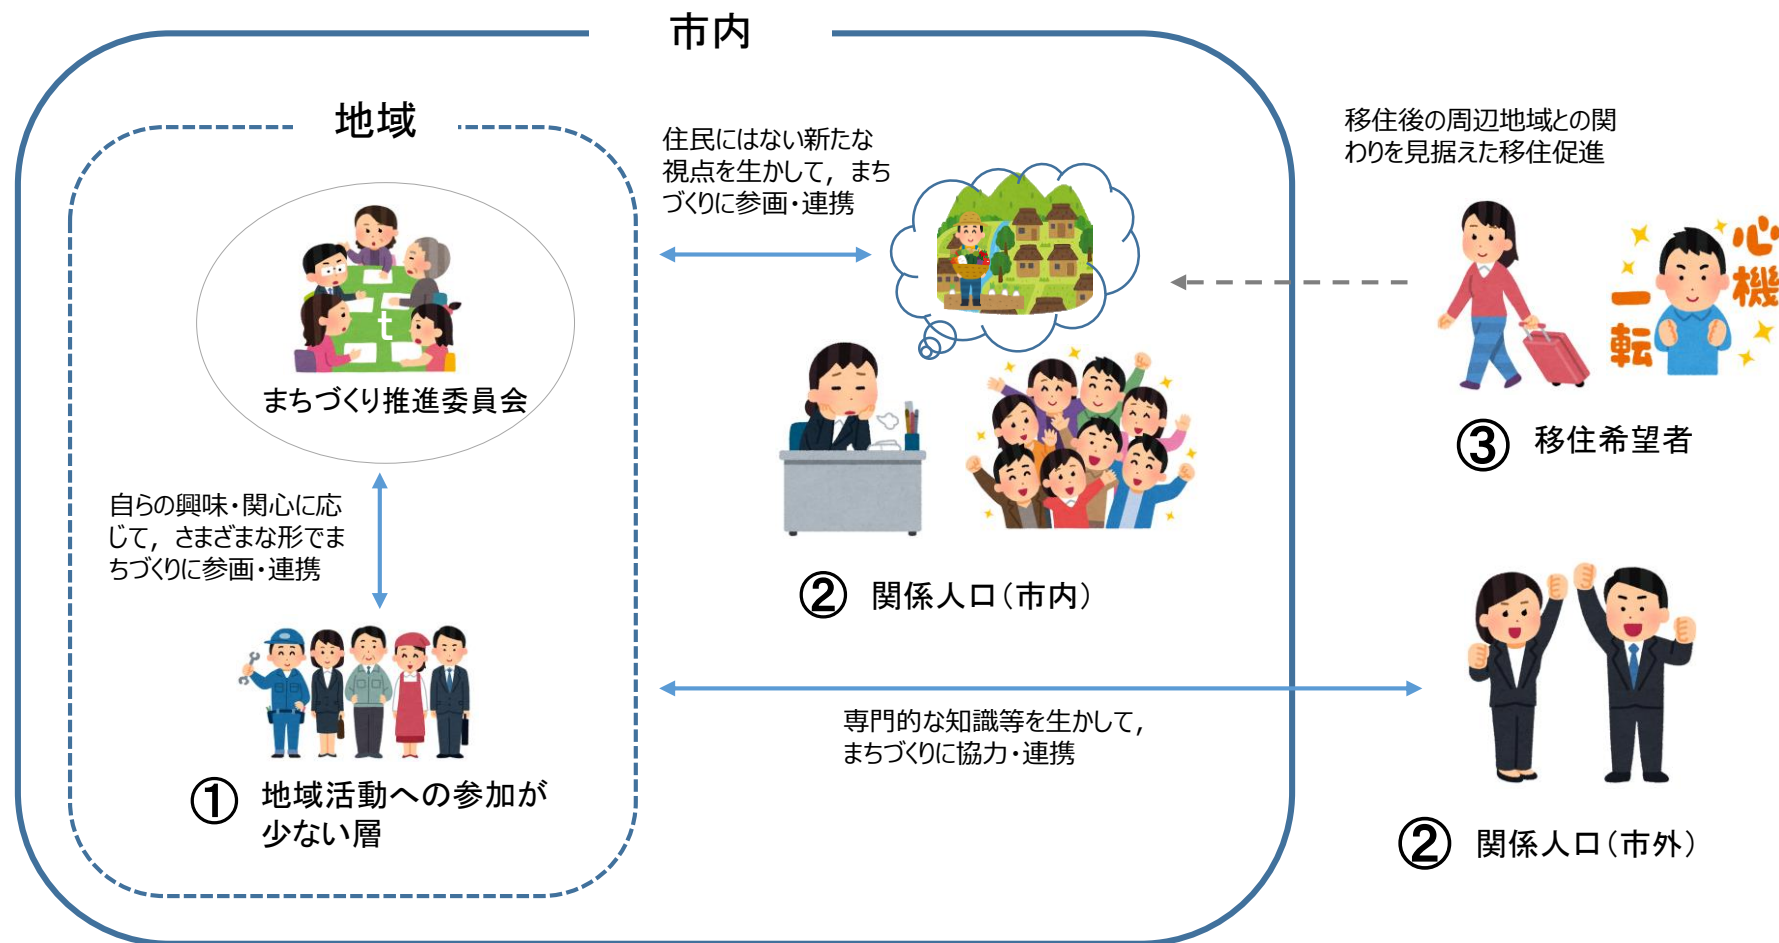 市内
地域
住民にはない新たな
視点を生かして，まち
づくりに参画・連携
移住後の周辺地域との関
わりを見据えた移住促進
心機
一転
t
まちづくり推進委員会
③ 移住希望者
自らの興味・関心に応
じて，さまざまな形でま
ちづくりに参画・連携
② 関係人口（市内）
専門的な知識等を生かして，
まちづくりに協力・連携
① 地域活動への参加が
少ない層
② 関係人口（市外）